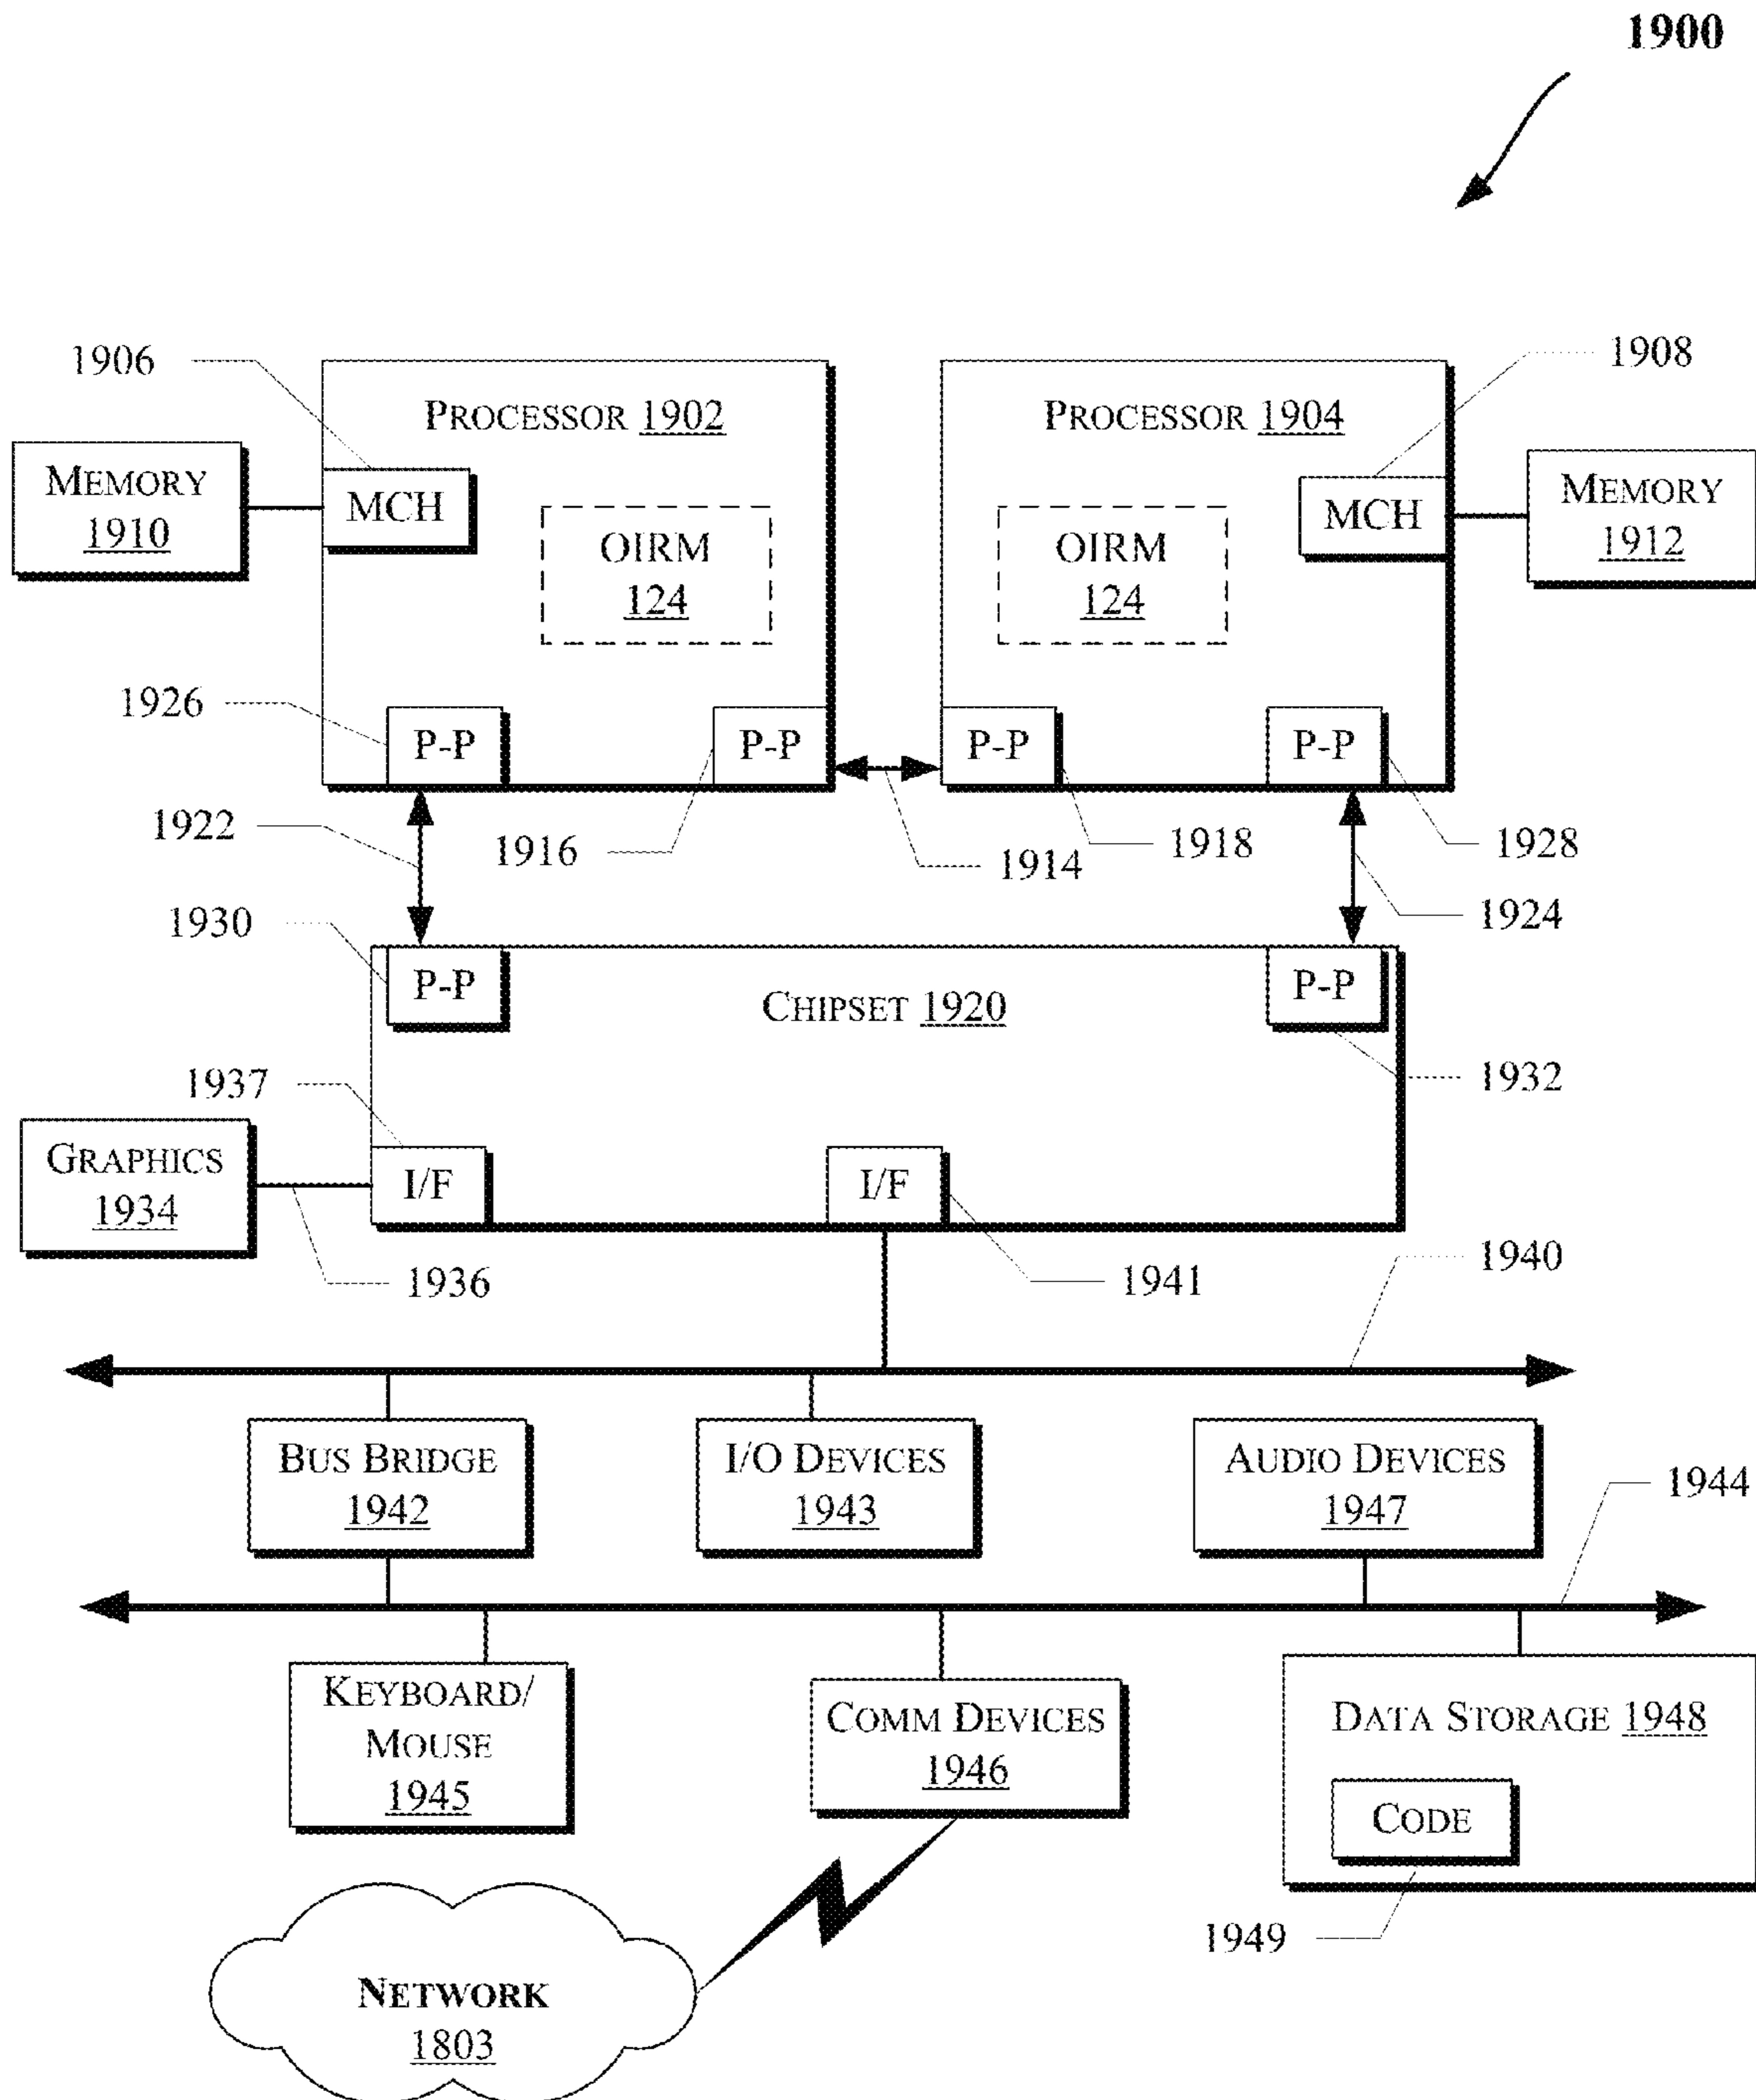 1900
1906
1908
PROCESSOR 1902
PROCESSOR 1904
MEMORY
1910
MCH
OIRM
124
OIRM
124
MCH
MEMORY
1912
1926
P-P
P-P
P-P
P-P
1922
1916
1914
1918
1928
1930
1924
P-P
CHIPSET 1920
P-P
1937
1932
GRAPHICS
1934
I/F
I/F
1936
1941
1940
BUS BRIDGE
1942
I/O DEVICES
1943
AUDIO DEVICES
1947
1944
KEYBOARD/
MOUSE
1945
COMM DEVICES
1946
DATA STORAGE 1948
CODE
1949
NETWORK
1803